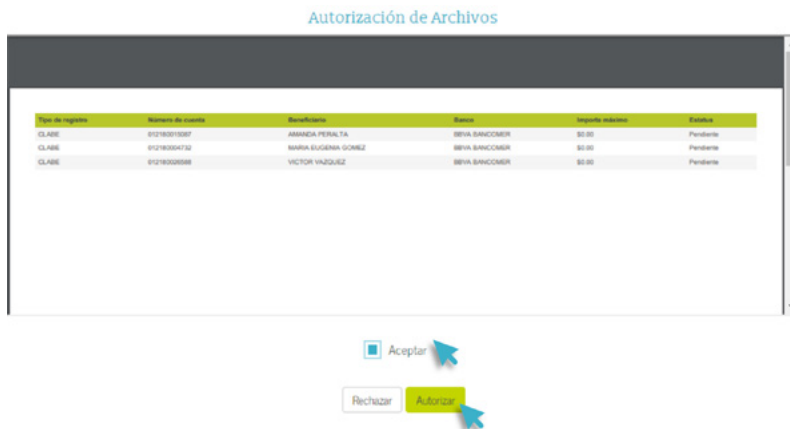 Autorización de Archivos
Tipo de registro Número de cuenta Beneficiario Banco Importe máximo Estatus
CLABE 012180015087 AMANDA PERALTA BBVA BANCOMER $0.00 Pendiente
CLABE 012180004732 MARIA EUGENIA GOMEZ BBVA BANCOMER $0.00 Pendiente
CLABE 012180026588 VICTOR VAZQUEZ BBVA BANCOMER $0.00 Pendiente
Aceptar
Rechazar Autorizar